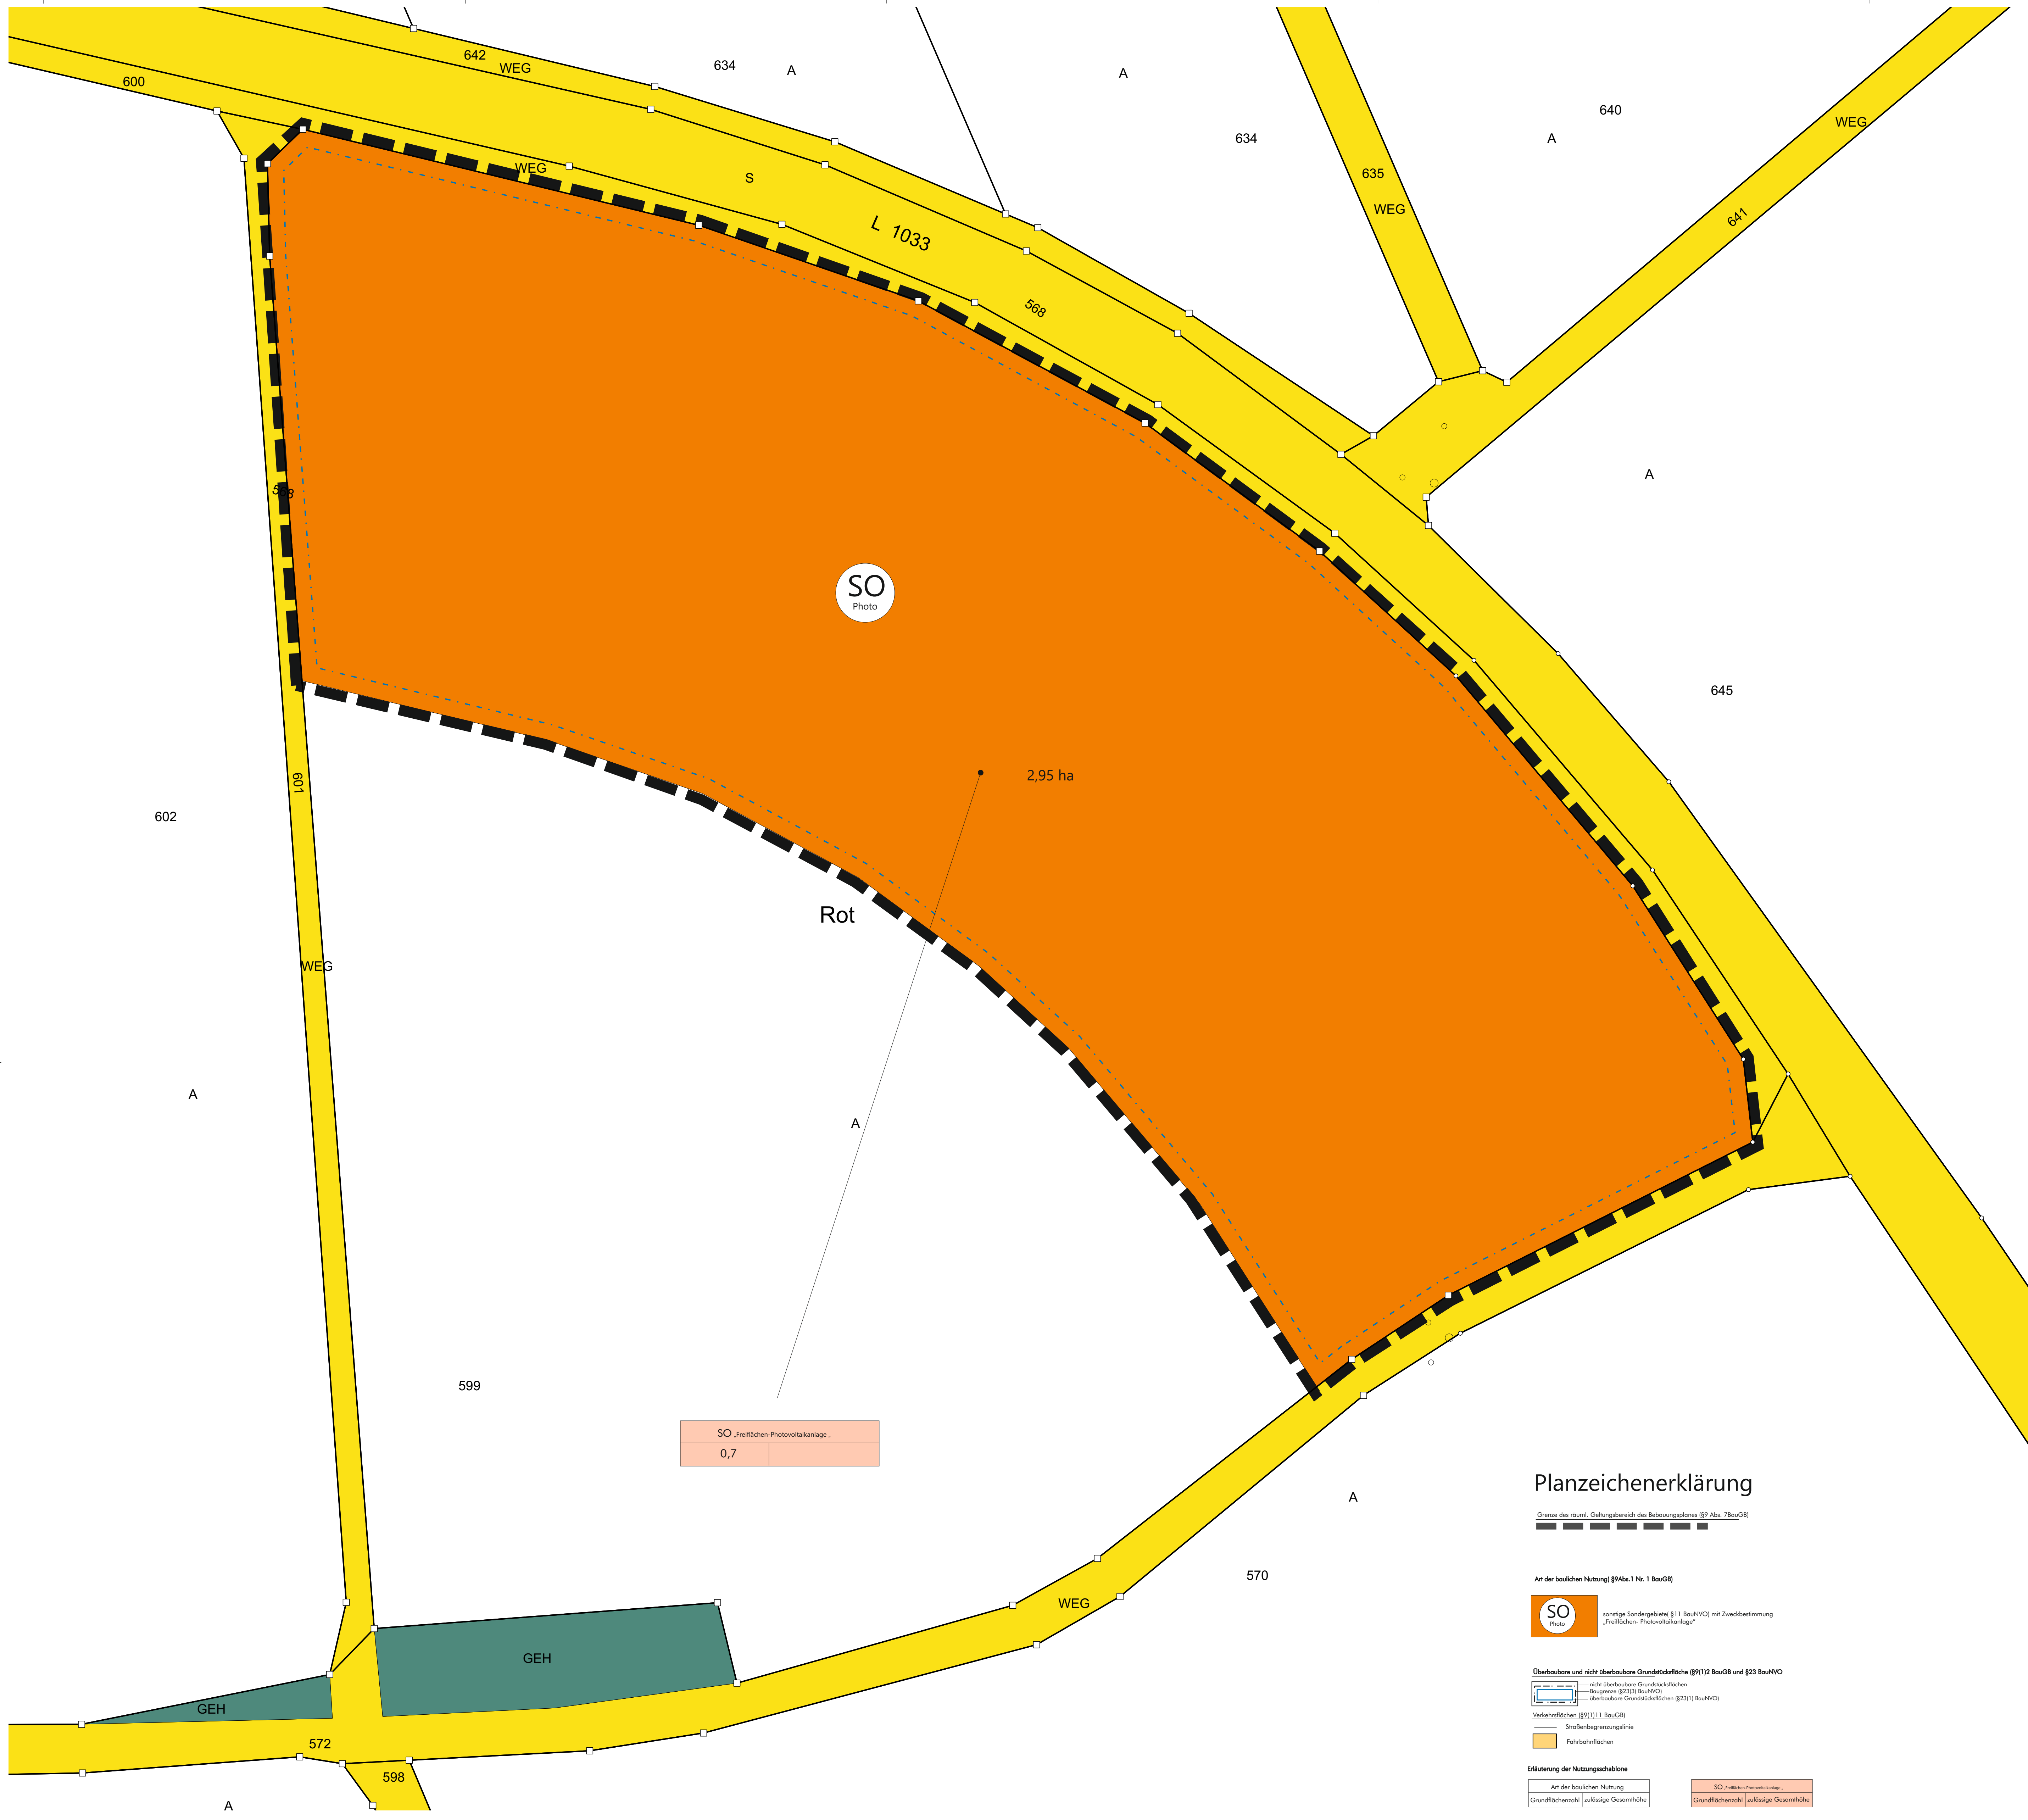 642
WEG
634
A
A
640
600
634
A
WEG
635
WEG
S
WEG
641
L 1033
568
A
568
SO
Photo
645
2,95 ha
601
602
Rot
WEG
A
A
599
SO „Freiflächen-Photovoltaikanlage„
0,7
A
570
WEG
GEH
GEH
572
598
A
Planzeichenerklärung
Grenze des räuml. Geltungsbereich des Bebauungsplanes (§9 Abs. 7BauGB)
Art der baulichen Nutzung( §9Abs.1 Nr. 1 BauGB)
SO
Photo
sonstige Sondergebiete( §11 BauNVO) mit Zweckbestimmung
„Freiflächen- Photovoltaikanlage"
Überbaubare und nicht überbaubare Grundstücksfläche (§9(1)2 BauGB und §23 BauNVO
nicht überbaubare Grundstücksflächen
Baugrenze (§23(3) BauNVO)
überbaubare Grundstücksflächen (§23(1) BauNVO)
Verkehrsflächen (§9(1)11 BauGB)
Straßenbegrenzungslinie
Fahrbahnflächen
Erläuterung der Nutzungsschablone
Art der baulichen Nutzung
Grundflächenzahl zulässige Gesamthöhe
SO „Freiflächen-Photovoltaikanlage„
Grundflächenzahl zulässige Gesamthöhe